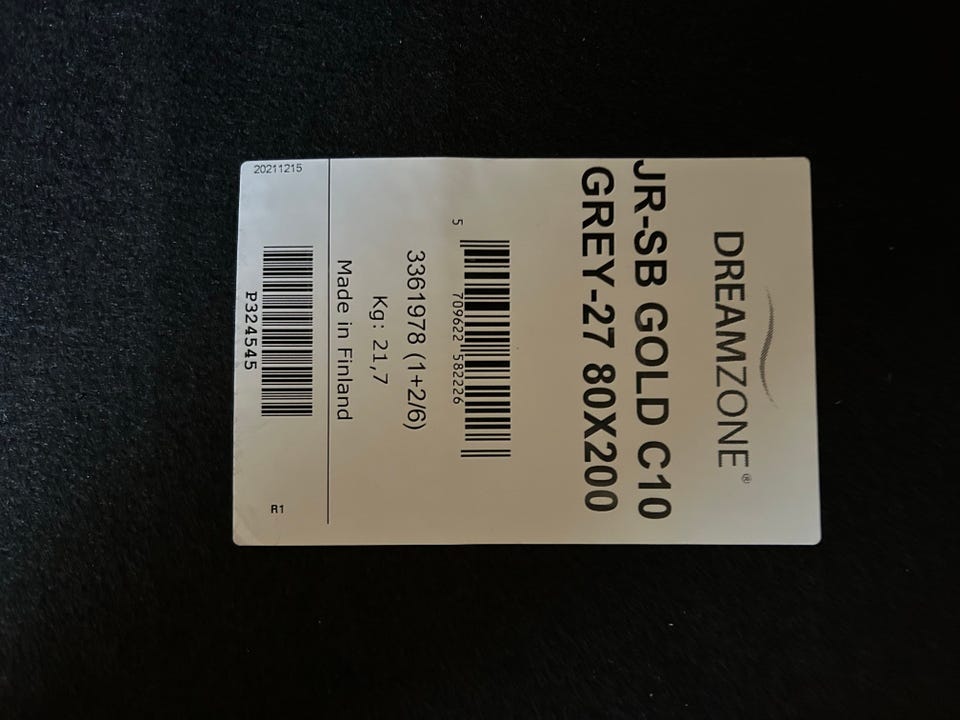 DREAMZONE®
JR-SB GOLD C10
GREY-27 80X200
5 709622 582226
3361978 (1+2/6)
Kg: 21,7
Made in Finland
20211215
P324545
R1